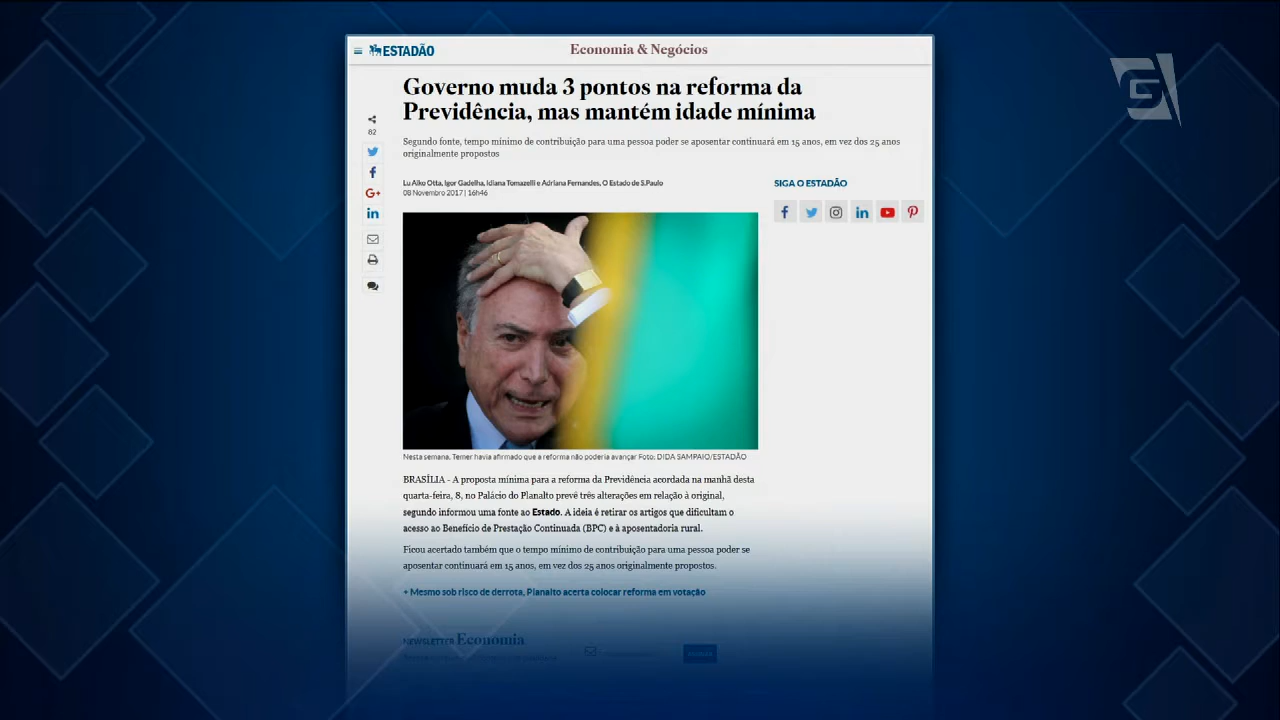 ESTADÃO
Economia & Negócios
Governo muda 3 pontos na reforma da
Previdência, mas mantém idade mínima
82
Segundo fonte, tempo mínimo de contribuição para uma pessoa poder se aposentar continuará em 15 anos, em vez dos 25 anos
originalmente propostos
Lu Aiko Otta, Igor Gadelha, Idiana Tomazelli e Adriana Fernandes, O Estado de S.Paulo
08 Novembro 2017 | 16h46
SIGA O ESTADÃO
Nesta semana, Temer havia afirmado que a reforma não poderia avançar Foto: DIDA SAMPAIO/ESTADÃO
BRASÍLIA - A proposta mínima para a reforma da Previdência acordada na manhã desta
quarta-feira, 8, no Palácio do Planalto prevê três alterações em relação à original,
segundo informou uma fonte ao Estado. A ideia é retirar os artigos que dificultam o
acesso ao Benefício de Prestação Continuada (BPC) e à aposentadoria rural.
Ficou acertado também que o tempo mínimo de contribuição para uma pessoa poder se
aposentar continuará em 15 anos, em vez dos 25 anos originalmente propostos.
+ Mesmo sob risco de derrota, Planalto acerta colocar reforma em votação
NEWSLETTER Economia